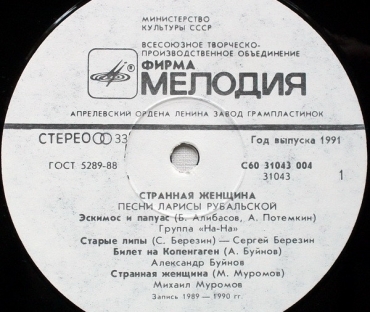 МИНИСТЕРСТВО
КУЛЬТУРЫ СССР
ВСЕСОЮЗНОЕ ТВОРЧЕСКО-
ПРОИЗВОДСТВЕННОЕ ОБЪЕДИНЕНИЕ
ФИРМА
МЕЛОДИЯ
АПРЕЛЕВСКИЙ ОРДЕНА ЛЕНИНА ЗАВОД ГРАМПЛАСТИНОК
СТЕРЕО 33
Год выпуска 1991
ГОСТ 5289-88
С60 31043 004
31043
1
СТРАННАЯ ЖЕНЩИНА
ПЕСНИ ЛАРИСЫ РУБАЛЬСКОЙ
Эскимос и папуас (Б. Алибасов, А. Потемкин)
Группа «На-На»
Старые липы (С. Березин) — Сергей Березин
Билет на Копенгаген (А. Буйнов)
Александр Буйнов
Странная женщина (М. Муромов)
Михаил Муромов
Запись 1989 — 1990 гг.